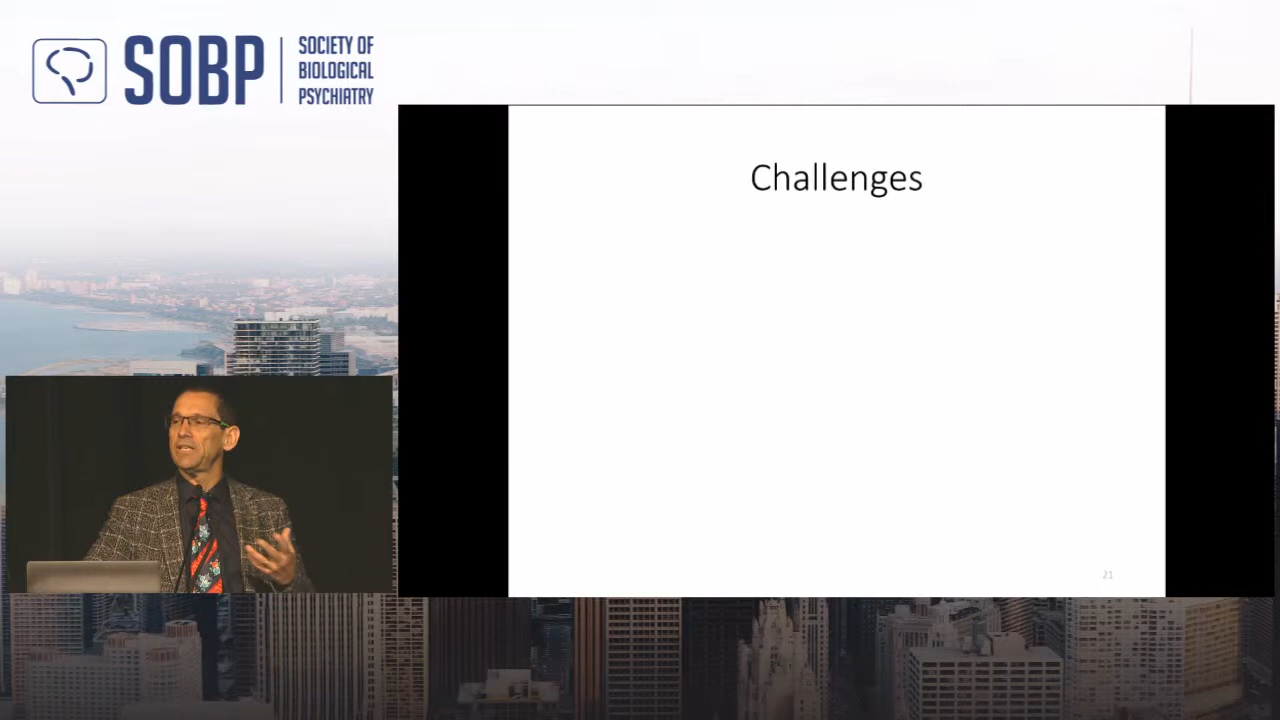 SOBP
SOCIETY OF
BIOLOGICAL
PSYCHIATRY
Challenges
21